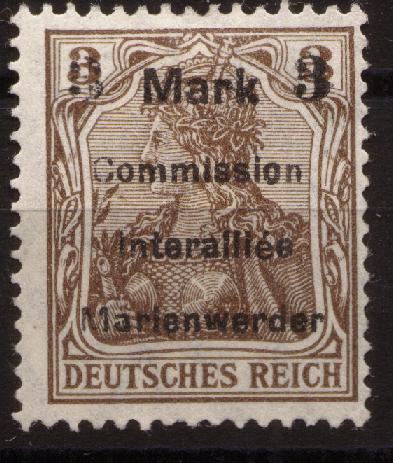 3 Mark 3
Commission
Interalliée
Marienwerder
DEUTSCHES REICH